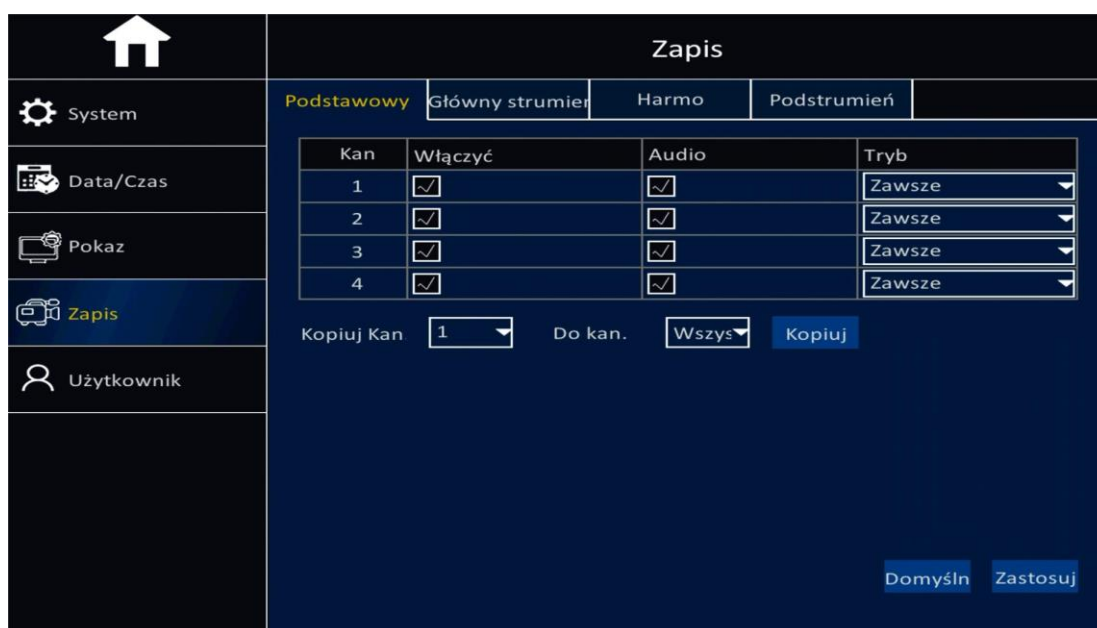 Zapis
System
Data/Czas
Pokaz
Zapis
Użytkownik
Podstawowy Główny strumier Harmo Podstrumień
Kan Włączyć Audio Tryb
1 Zawsze
2 Zawsze
3 Zawsze
4 Zawsze
Kopiuj Kan 1 Do kan. Wszys Kopiuj
Domyśln Zastosuj